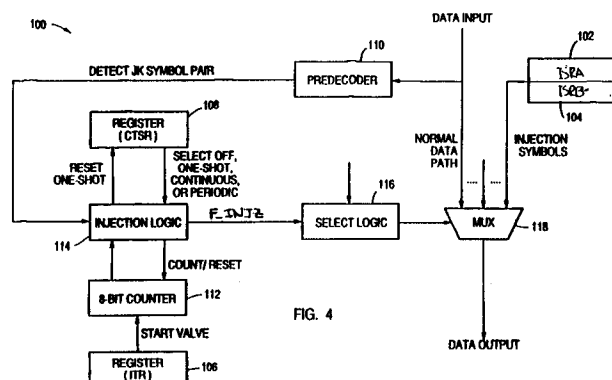 100
DATA INPUT
110
PREDECODER
102
ISRA
ISRB
104
DETECT JK SYMBOL PAIR
108
REGISTER
(CTSR)
RESET
ONE-SHOT
SELECT OFF,
ONE-SHOT,
CONTINUOUS,
OR PERIODIC
NORMAL
DATA
PATH
INJECTION
SYMBOLS
116
INJECTION LOGIC
114
F_INJZ
SELECT LOGIC
MUX
118
COUNT/ RESET
8-BIT COUNTER
112
START VALVE
FIG. 4
REGISTER
(ITR)
106
DATA OUTPUT